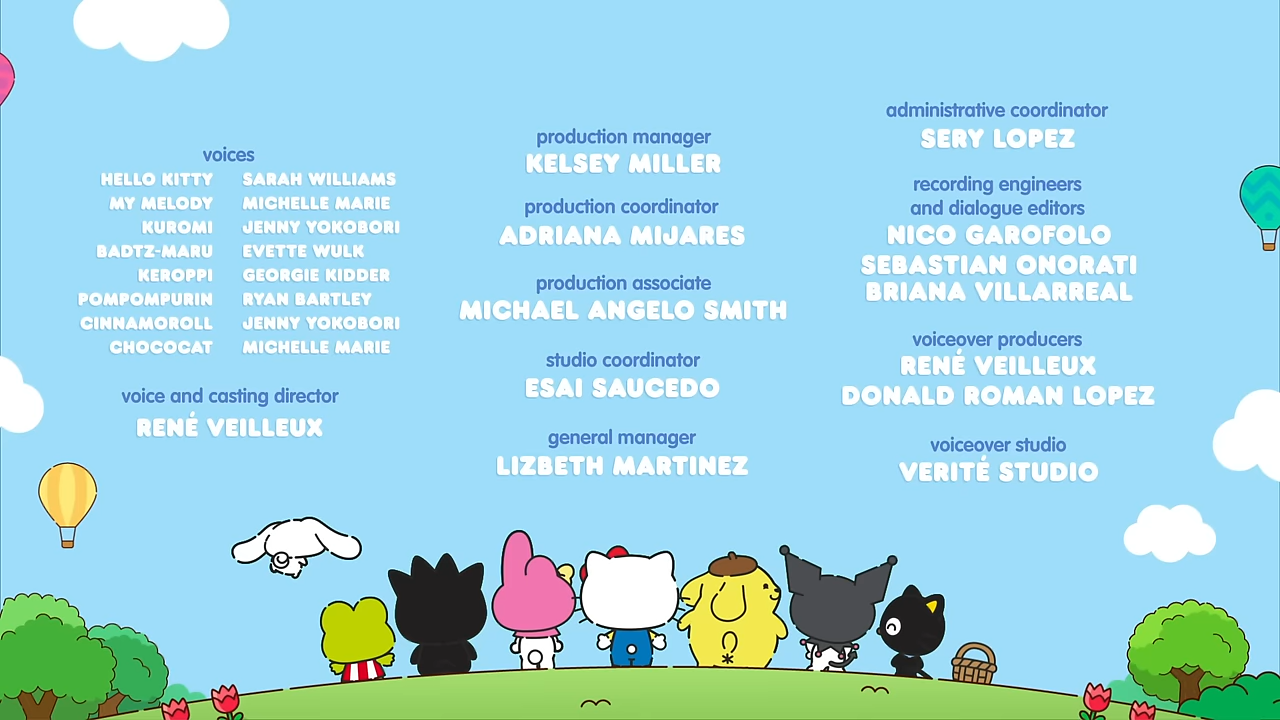 voices
HELLO KITTY SARAH WILLIAMS
MY MELODY MICHELLE MARIE
KUROMI JENNY YOKOBORI
BADTZ-MARU EVETTE WULK
KEROPPI GEORGIE KIDDER
POMPOMPURIN RYAN BARTLEY
CINNAMOROLL JENNY YOKOBORI
CHOCOCAT MICHELLE MARIE
voice and casting director
RENÉ VEILLEUX
production manager
KELSEY MILLER
production coordinator
ADRIANA MIJARES
production associate
MICHAEL ANGELO SMITH
studio coordinator
ESAI SAUCEDO
general manager
LIZBETH MARTINEZ
administrative coordinator
SERY LOPEZ
recording engineers
and dialogue editors
NICO GAROFOLO
SEBASTIAN ONORATI
BRIANA VILLARREAL
voiceover producers
RENÉ VEILLEUX
DONALD ROMAN LOPEZ
voiceover studio
VERITÉ STUDIO